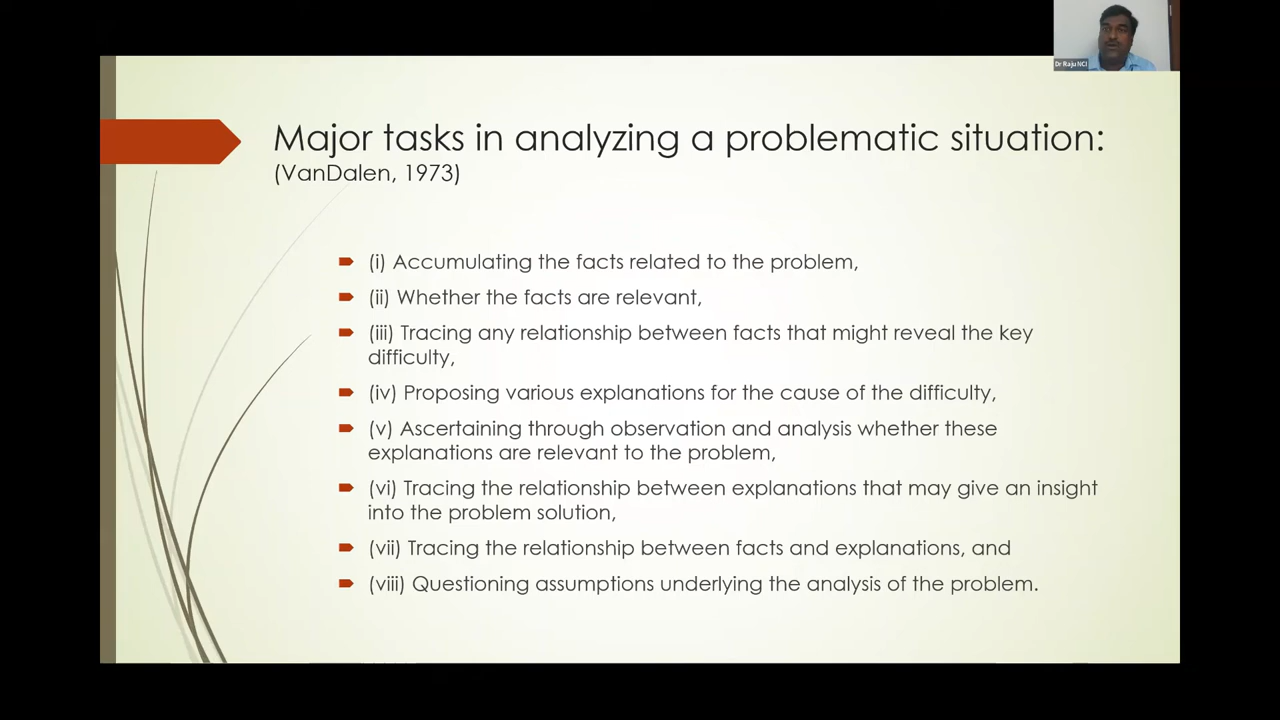 Dr Raju NCI
Major tasks in analyzing a problematic situation:
(VanDalen, 1973)
(i) Accumulating the facts related to the problem,
(ii) Whether the facts are relevant,
(iii) Tracing any relationship between facts that might reveal the key
difficulty,
(iv) Proposing various explanations for the cause of the difficulty,
(v) Ascertaining through observation and analysis whether these
explanations are relevant to the problem,
(vi) Tracing the relationship between explanations that may give an insight
into the problem solution,
(vii) Tracing the relationship between facts and explanations, and
(viii) Questioning assumptions underlying the analysis of the problem.